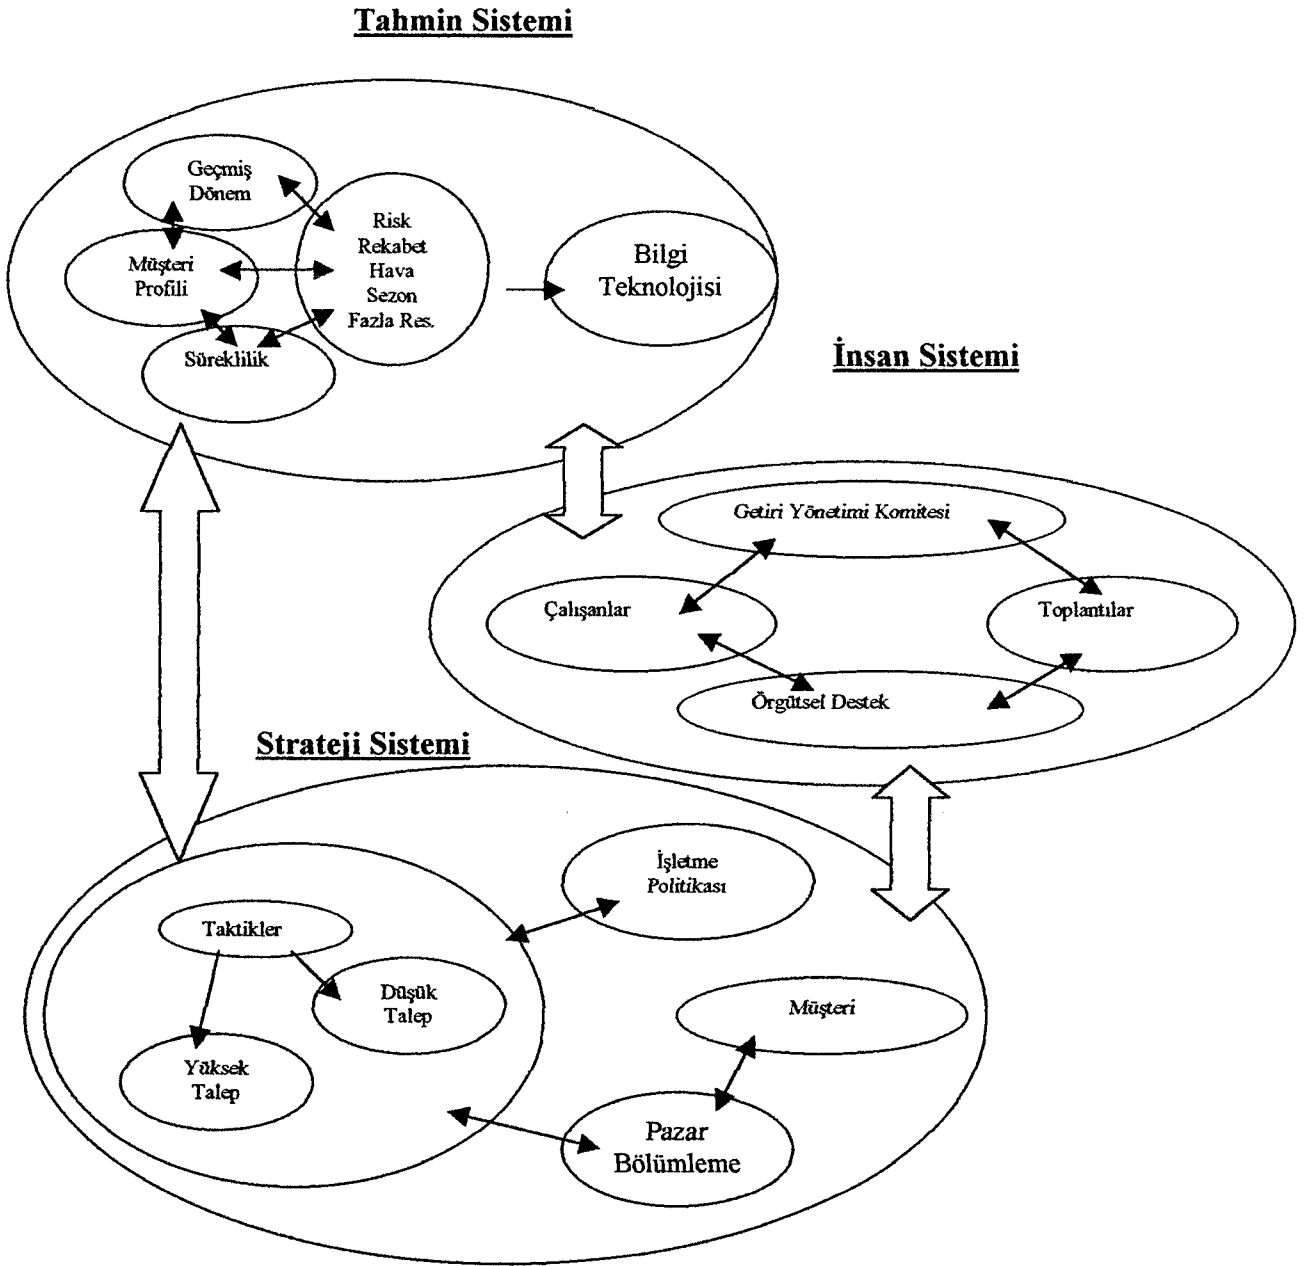 Tahmin Sistemi
Geçmiş
Dönem
Müşteri
Profili
Süreklilik
Risk
Rekabet
Hava
Sezon
Fazla Res.
Bilgi
Teknolojisi
İnsan Sistemi
Getiri Yönetimi Komitesi
Çalışanlar
Toplantılar
Örgütsel Destek
Strateji Sistemi
İşletme
Politikası
Taktikler
Düşük
Talep
Yüksek
Talep
Müşteri
Pazar
Bölümleme